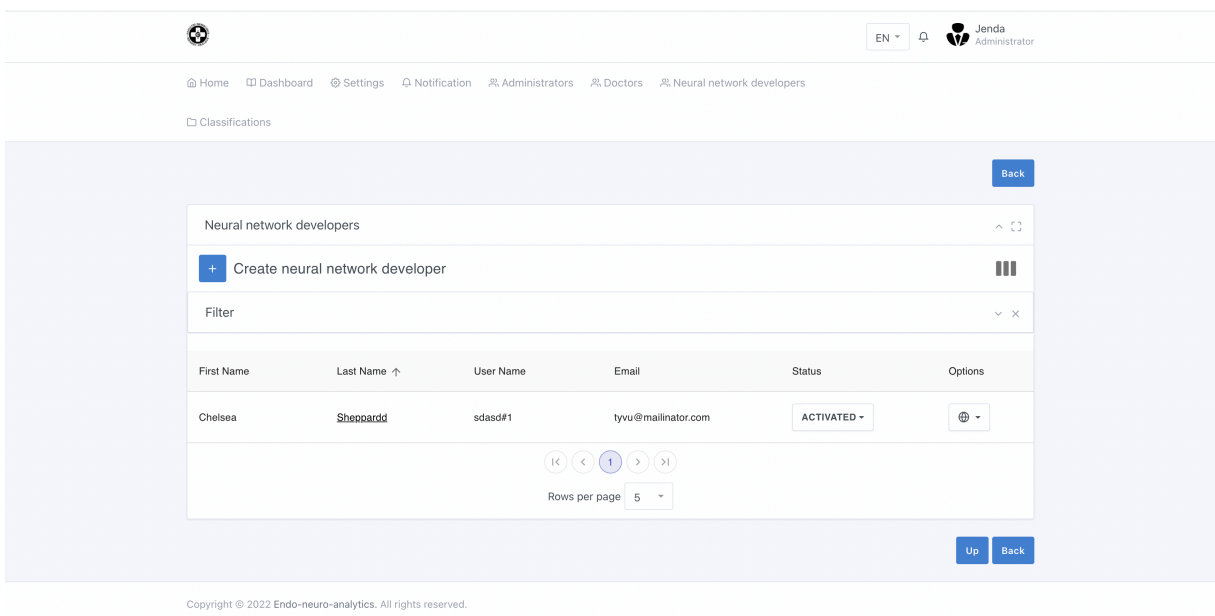 EN
Jenda
Administrator
Home Dashboard Settings Notification Administrators Doctors Neural network developers
Classifications
Back
Neural network developers
+ Create neural network developer
Filter
First Name Last Name User Name Email Status Options
Chelsea Sheppardd sdasd#1 tyvu@mailinator.com ACTIVATED
1
Rows per page 5
Up Back
Copyright © 2022 Endo-neuro-analytics. All rights reserved.